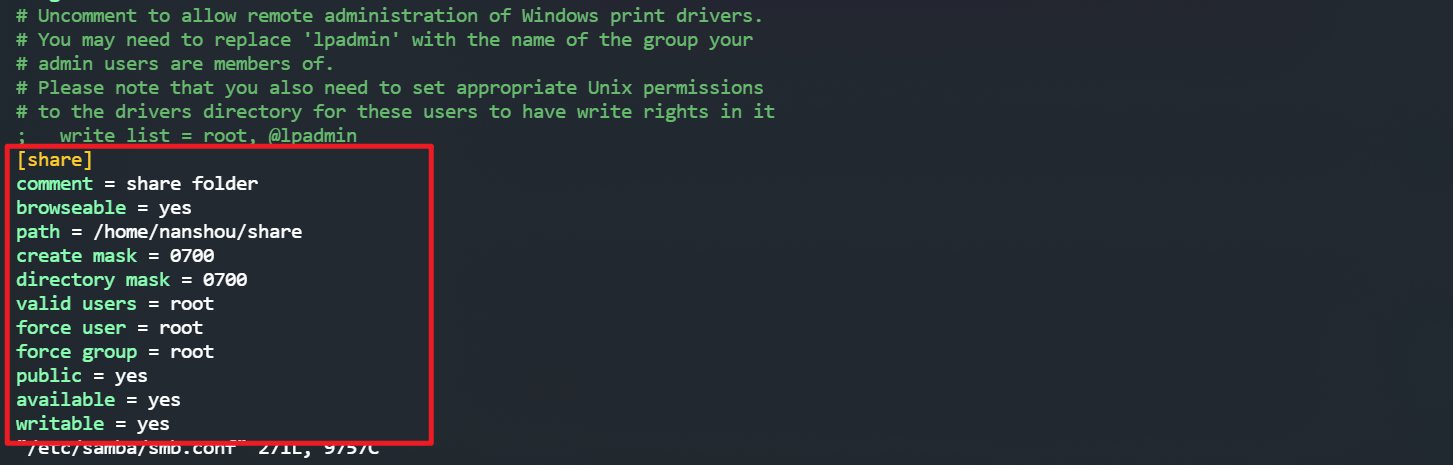 # Uncomment to allow remote administration of Windows print drivers.
# You may need to replace 'lpadmin' with the name of the group your
# admin users are members of.
# Please note that you also need to set appropriate Unix permissions
# to the drivers directory for these users to have write rights in it
;   write list = root, @lpadmin
[share]
comment = share folder
browseable = yes
path = /home/nanshou/share
create mask = 0700
directory mask = 0700
valid users = root
force user = root
force group = root
public = yes
available = yes
writable = yes
"/etc/samba/smb.conf" 271L, 9757C